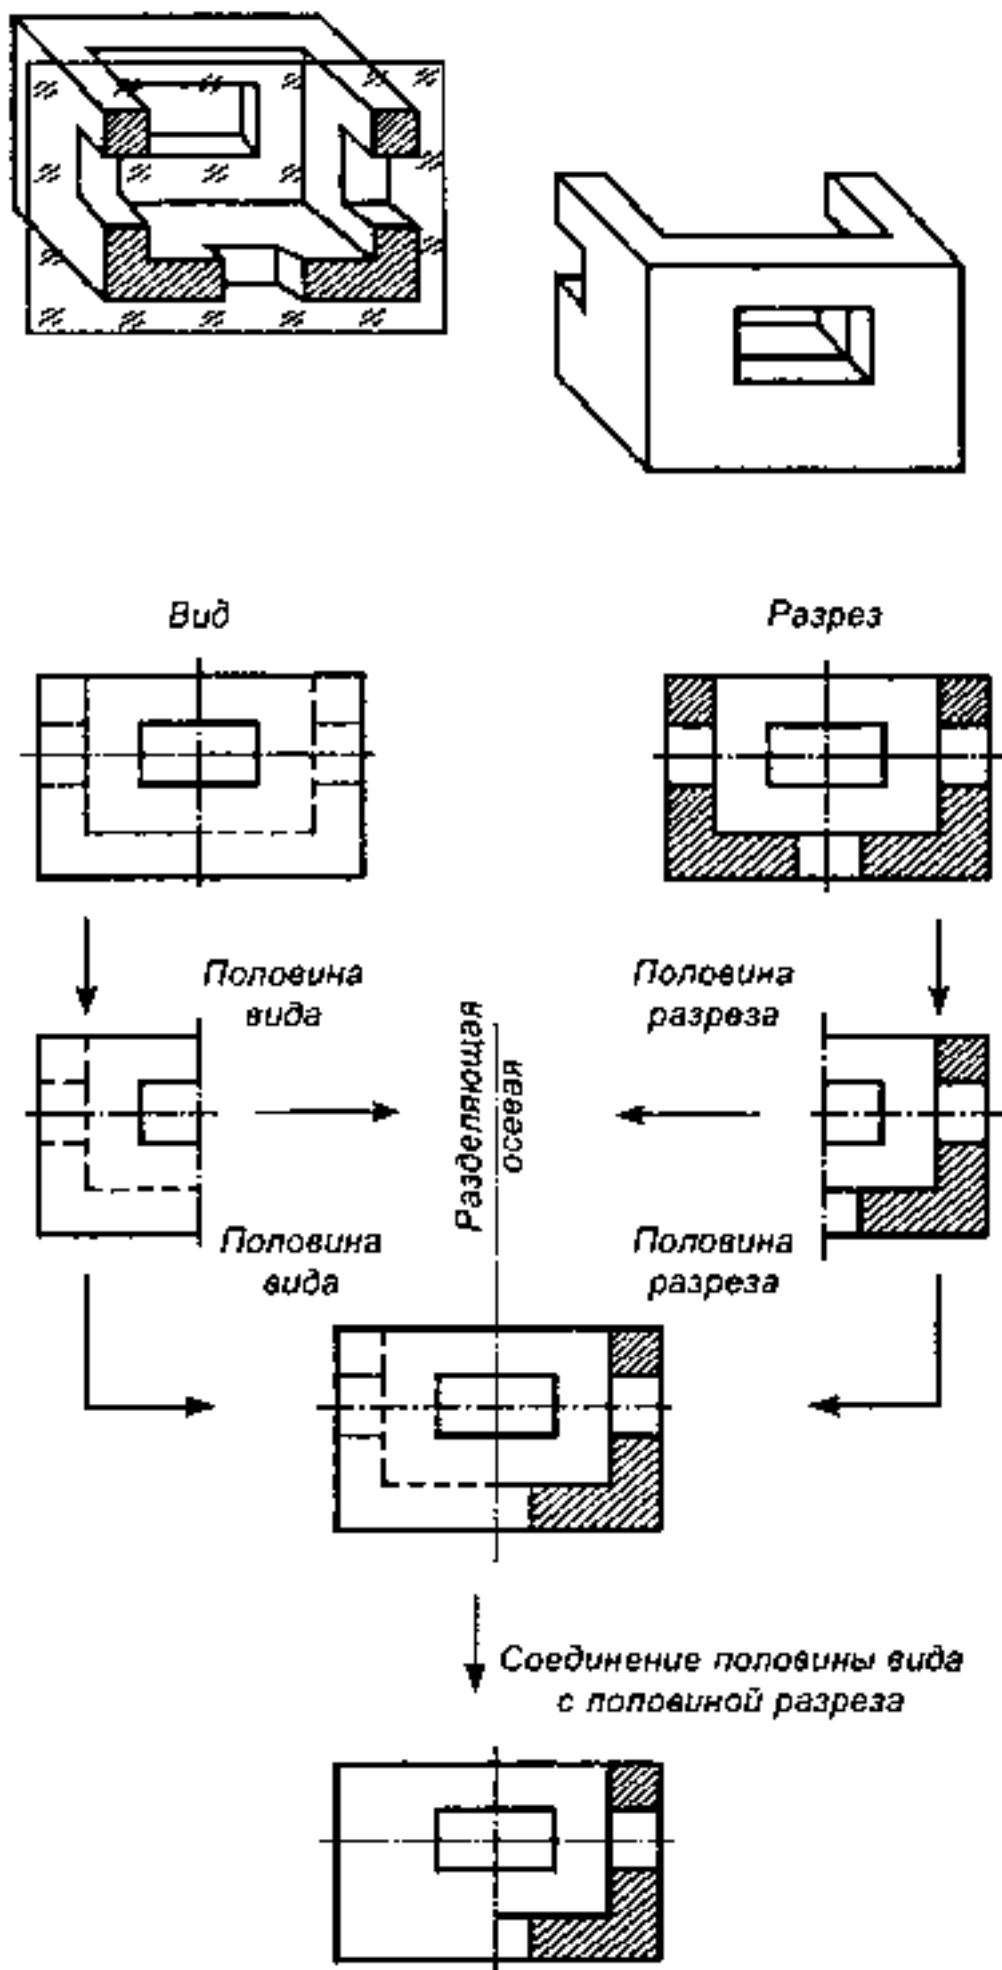 Вид
Разрез
Половина
вида
Половина
разреза
Разделяющая
осевая
Половина
вида
Половина
разреза
Соединение половины вида
с половиной разреза